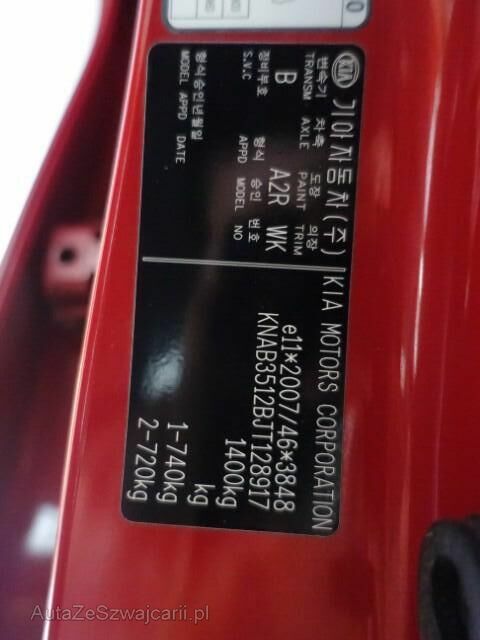 KIA 기아자동차(주) KIA MOTORS CORPORATION
변속기 차축 도장 의장
TRANSM AXLE PAINT TRIM
B A2R WK
장비부호 형식 승인 번호
S.V.C APPD MODEL NO
형식승인년월일
MODEL APPD DATE
e11*2007/46*3848
KNAB3512BJT128917
1400kg
kg
1-740kg
2-720kg
AutaZeSzwajcarii.pl